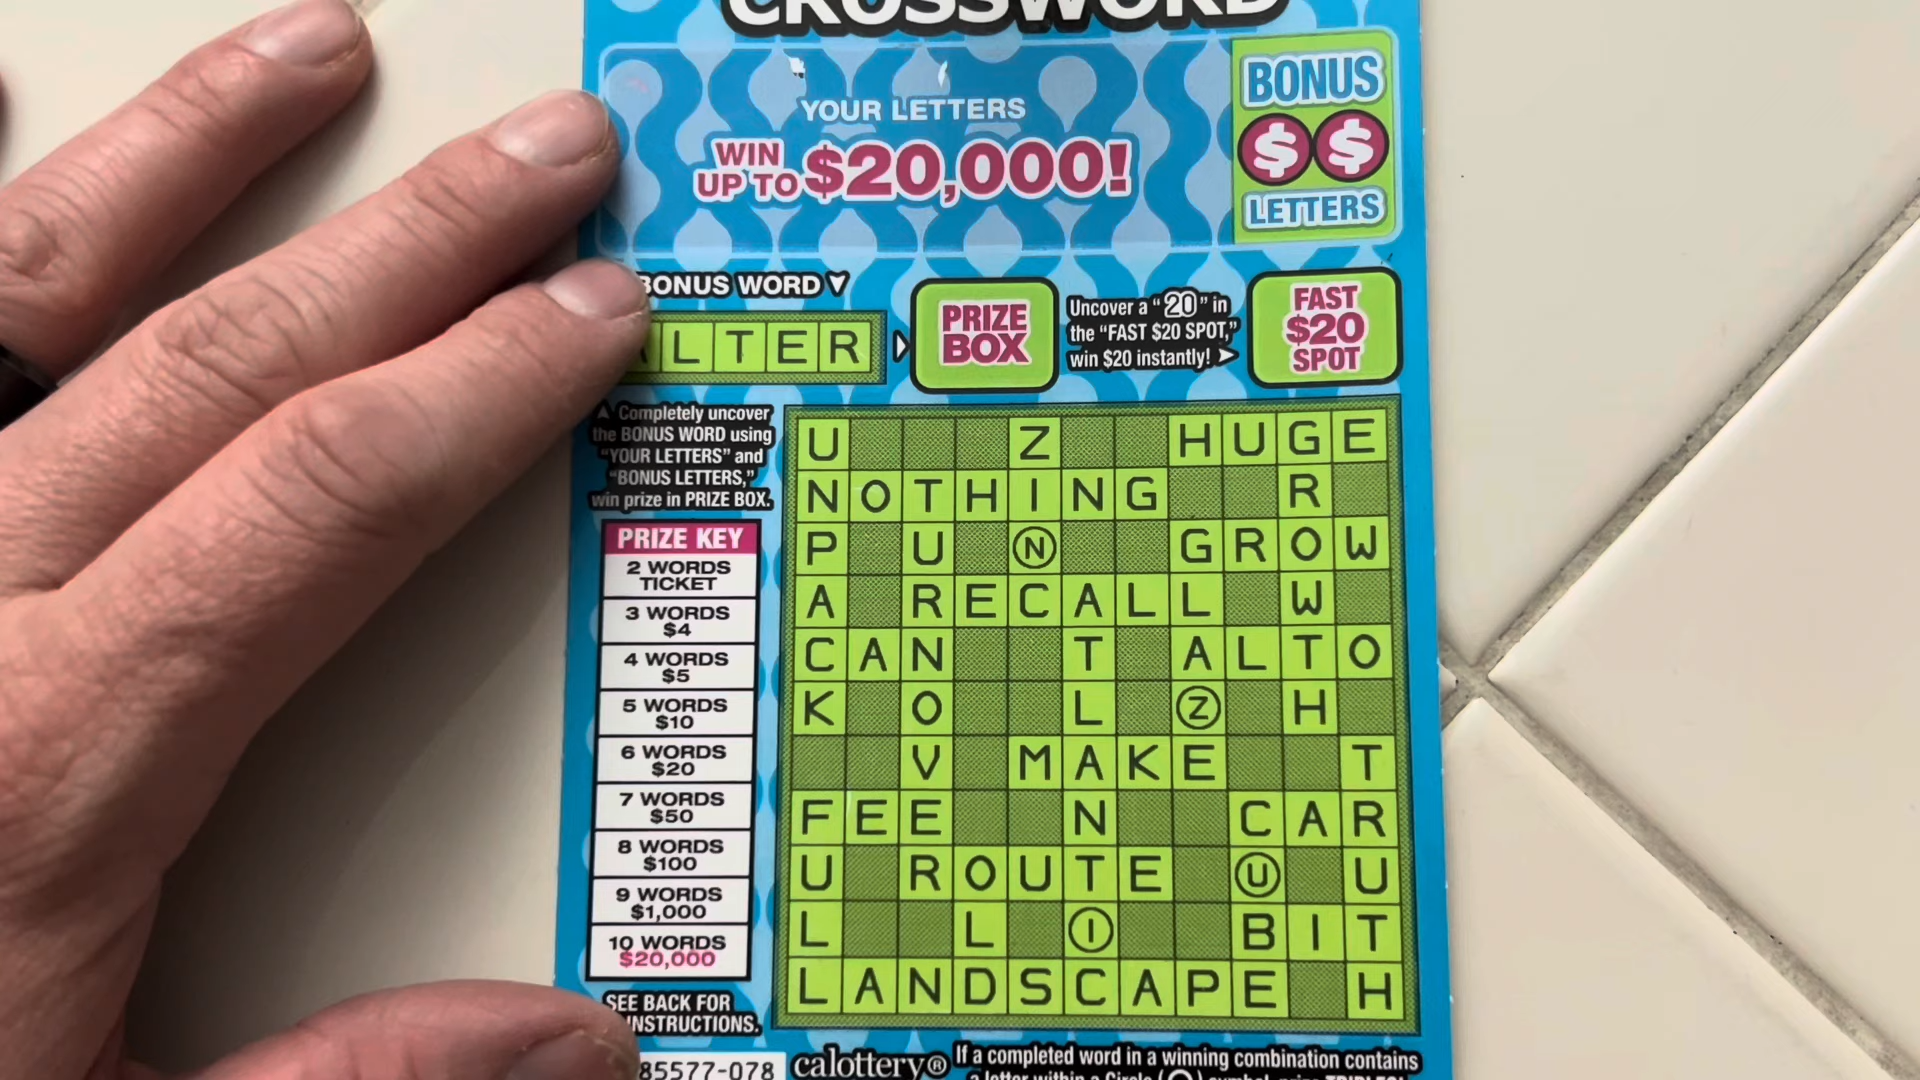 CROSSWORD
YOUR LETTERS
WIN
UP TO $20,000!
BONUS
$ $
LETTERS
BONUS WORD
LTER
PRIZE
BOX
Uncover a "20" in
the "FAST $20 SPOT,"
win $20 instantly!
FAST
$20
SPOT
Completely uncover
the BONUS WORD using
"YOUR LETTERS" and
"BONUS LETTERS,"
win prize in PRIZE BOX.
PRIZE KEY
2 WORDS
TICKET
3 WORDS
$4
4 WORDS
$5
5 WORDS
$10
6 WORDS
$20
7 WORDS
$50
8 WORDS
$100
9 WORDS
$1,000
10 WORDS
$20,000
SEE BACK FOR
INSTRUCTIONS.
U Z HUGE
NOTHING R
P U N GROW
A RECALL W
CAN T ALTO
K O L Z H
V MAKE T
FEE N CAR
U ROUTE U U
L L I BIT
LANDSCAPE H
85577-078
calottery®
If a completed word in a winning combination contains
a letter within a Circle